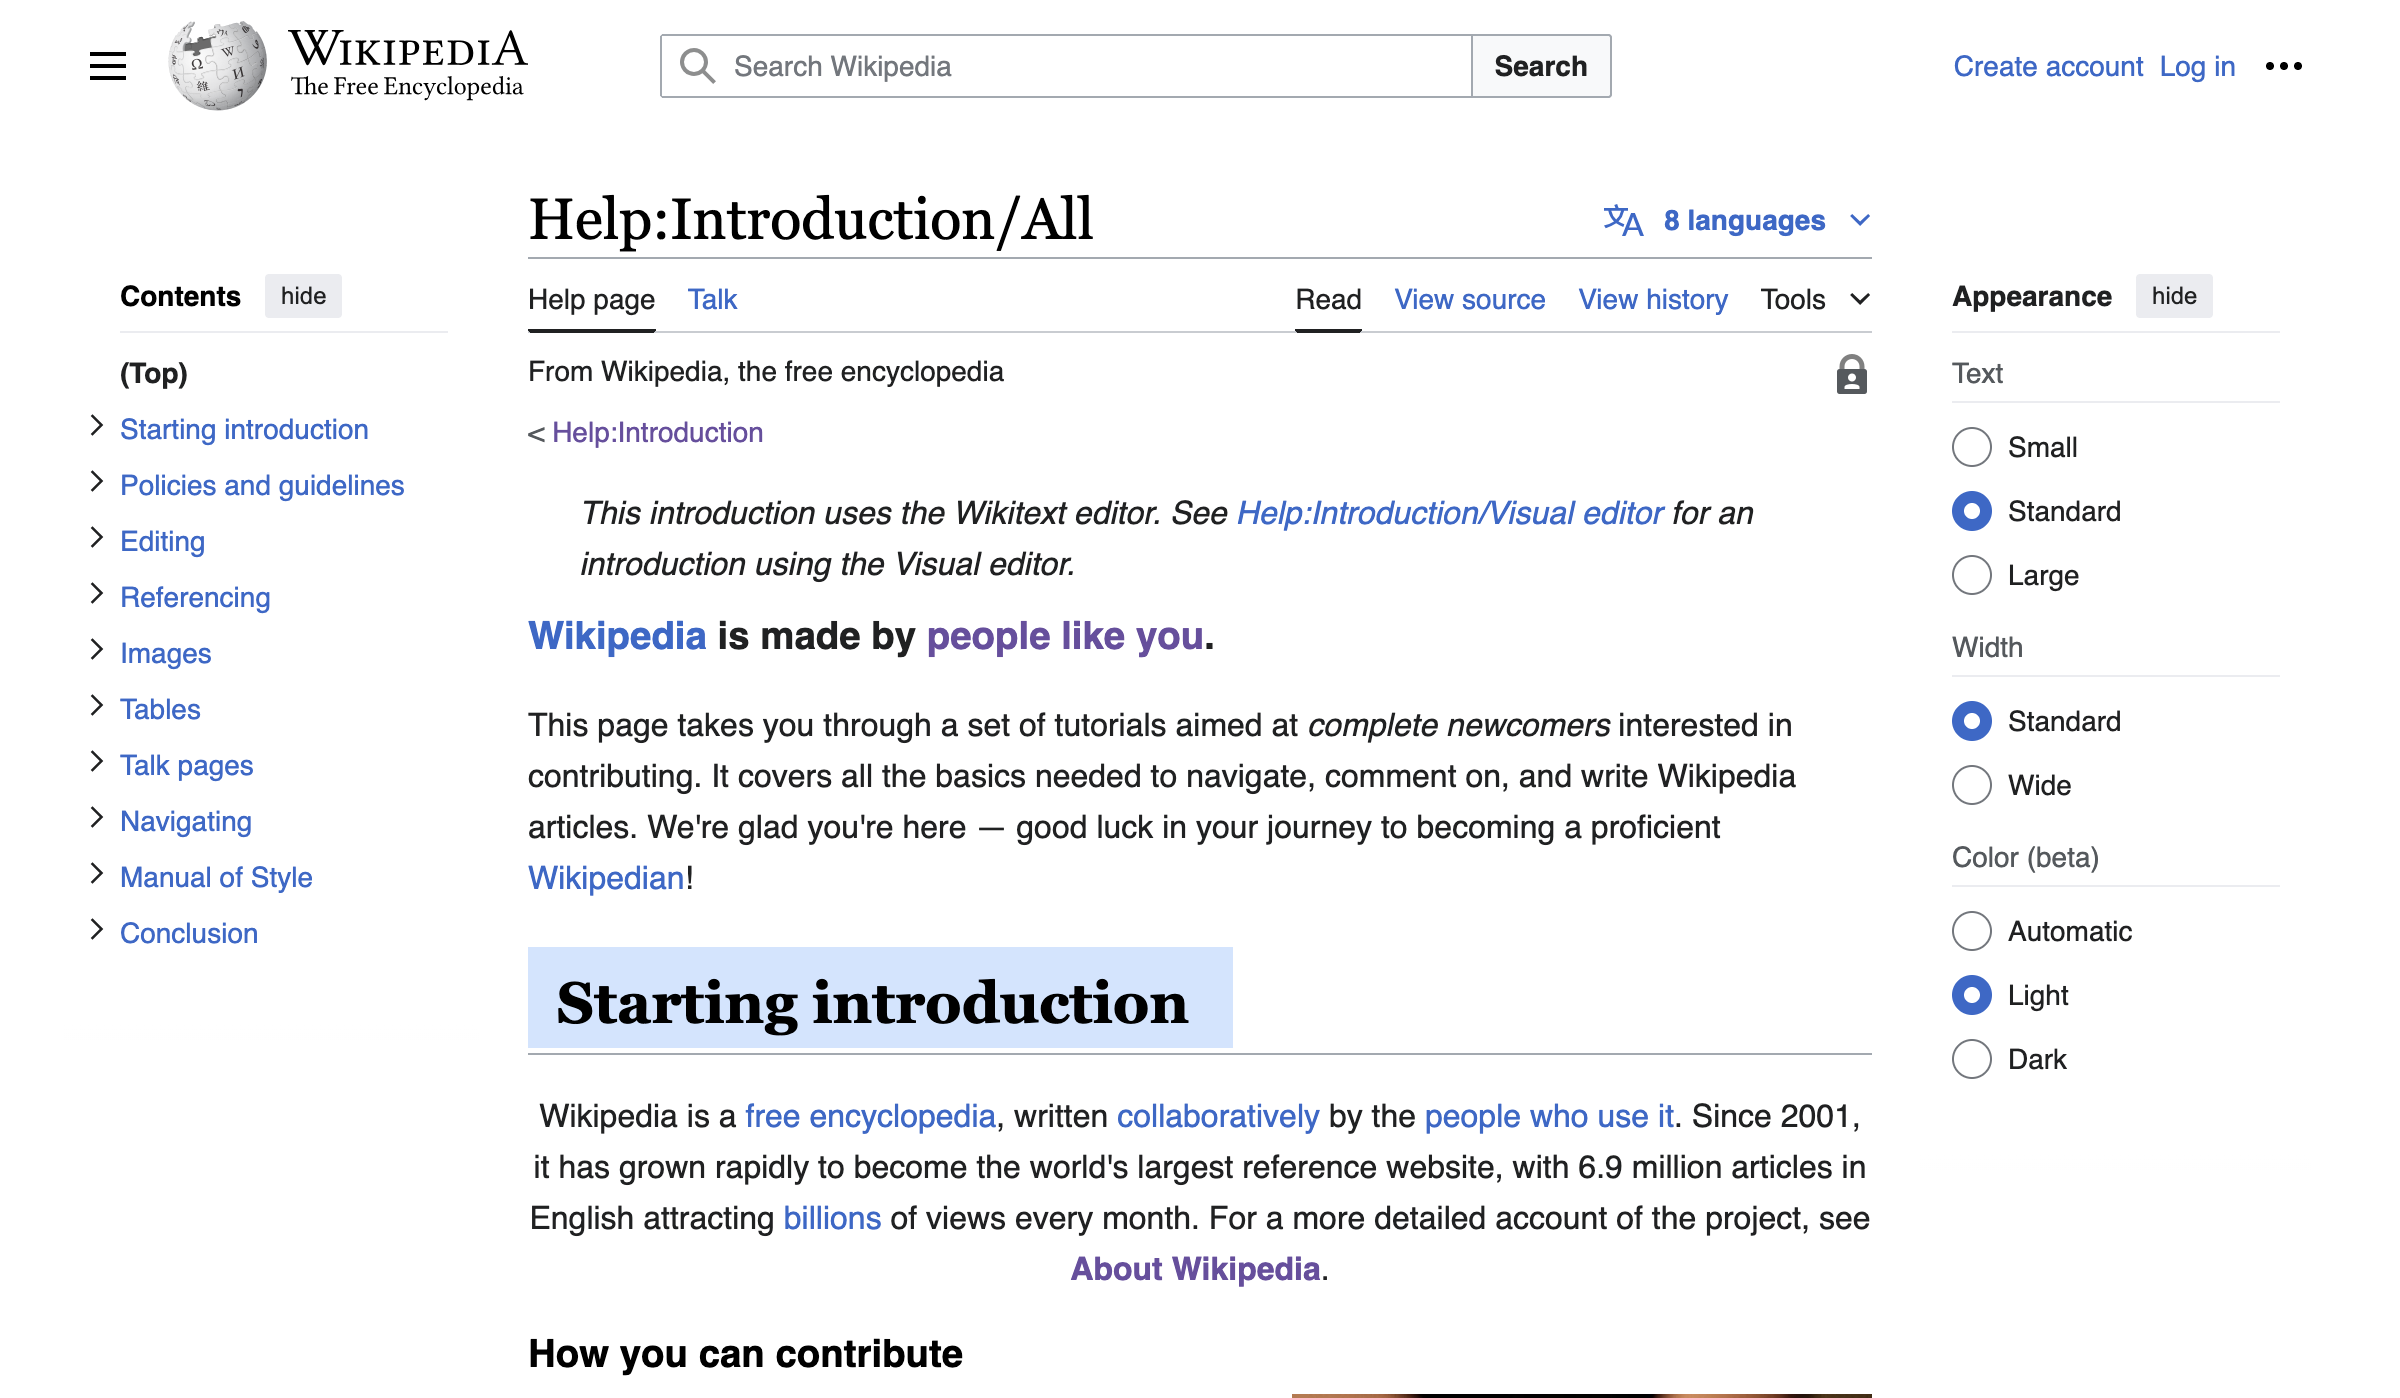 WIKIPEDIA
The Free Encyclopedia
Search Wikipedia
Search
Create account Log in
Help:Introduction/All
8 languages
Contents hide
(Top)
Starting introduction
Policies and guidelines
Editing
Referencing
Images
Tables
Talk pages
Navigating
Manual of Style
Conclusion
Help page Talk
Read View source View history Tools
From Wikipedia, the free encyclopedia
< Help:Introduction
This introduction uses the Wikitext editor. See Help:Introduction/Visual editor for an
introduction using the Visual editor.
Wikipedia is made by people like you.
This page takes you through a set of tutorials aimed at complete newcomers interested in
contributing. It covers all the basics needed to navigate, comment on, and write Wikipedia
articles. We're glad you're here — good luck in your journey to becoming a proficient
Wikipedian!
Starting introduction
Wikipedia is a free encyclopedia, written collaboratively by the people who use it. Since 2001,
it has grown rapidly to become the world's largest reference website, with 6.9 million articles in
English attracting billions of views every month. For a more detailed account of the project, see
About Wikipedia.
How you can contribute
Appearance hide
Text
Small
Standard
Large
Width
Standard
Wide
Color (beta)
Automatic
Light
Dark